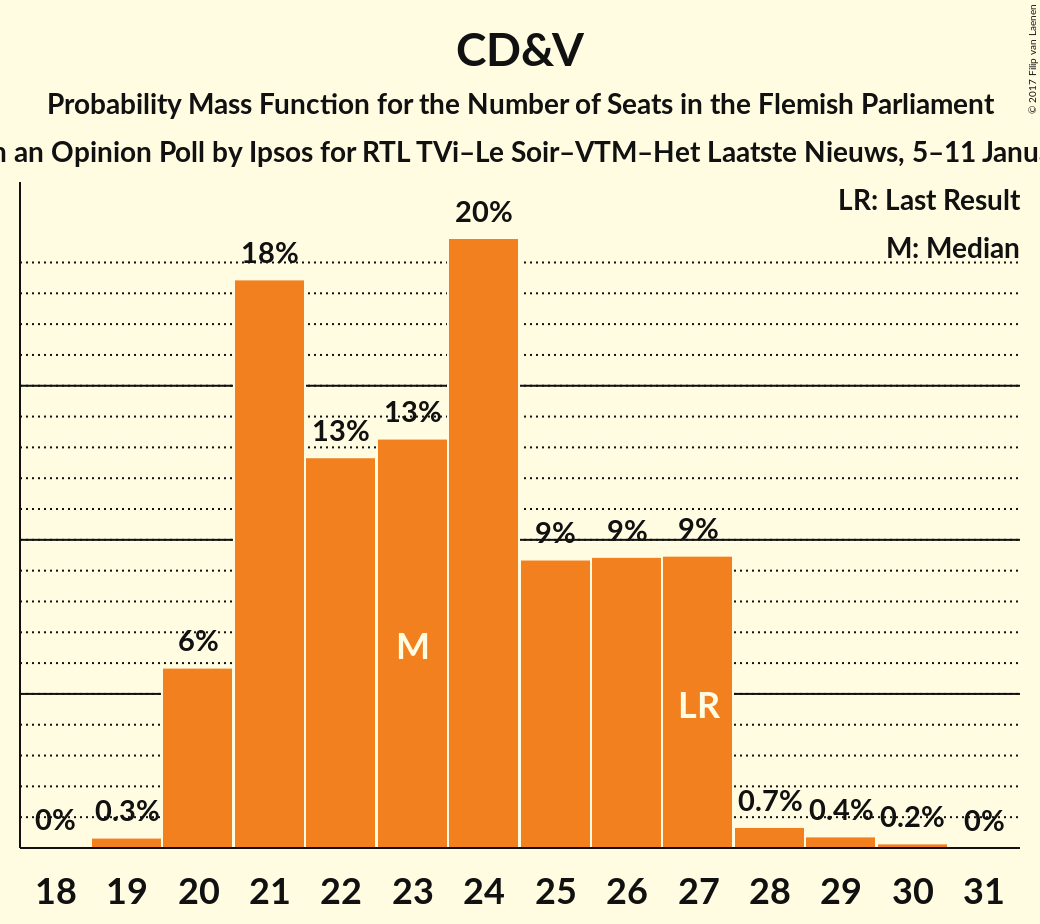 CD&V
Probability Mass Function for the Number of Seats in the Flemish Parliament
an Opinion Poll by Ipsos for RTL TVi–Le Soir–VTM–Het Laatste Nieuws, 5–11
LR: Last Result
M: Median
20%
18%
13%
13%
9%
9%
9%
6%
M
LR
0%
0.3%
0.7%
0.4%
0.2%
0%
18 19 20 21 22 23 24 25 26 27 28 29 30 31
© 2017 Filip van Laenen